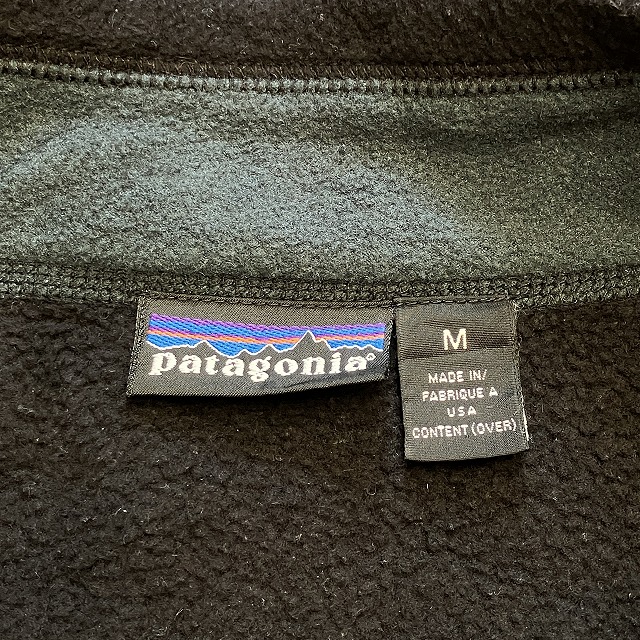 patagonia®
M
MADE IN/
FABRIQUE A
USA
CONTENT (OVER)